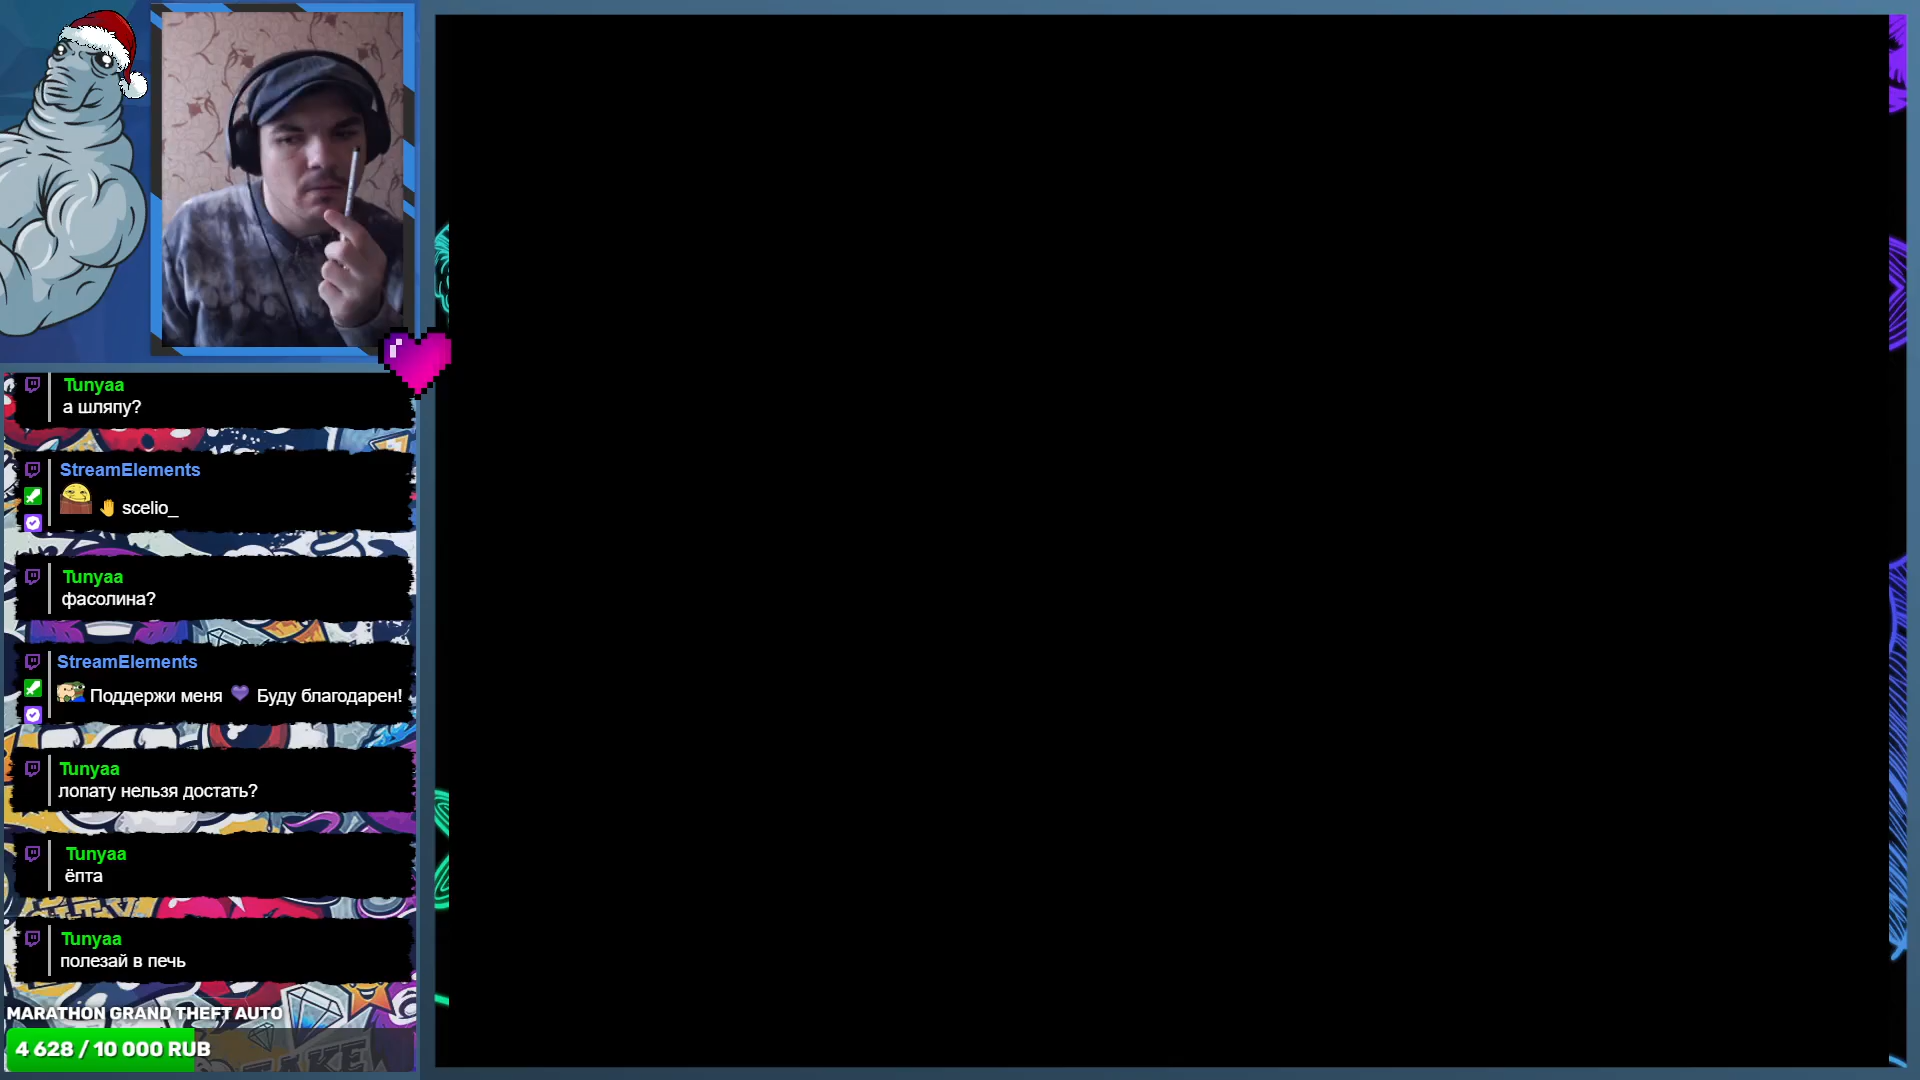 Tunyaa
а шляпу?
StreamElements
🤚 scelio_
Tunyaa
фасолина?
StreamElements
Поддержи меня 💜 Буду благодарен!
Tunyaa
лопату нельзя достать?
Tunyaa
ёпта
Tunyaa
полезай в печь
MARATHON GRAND THEFT AUTO
4 628 / 10 000 RUB